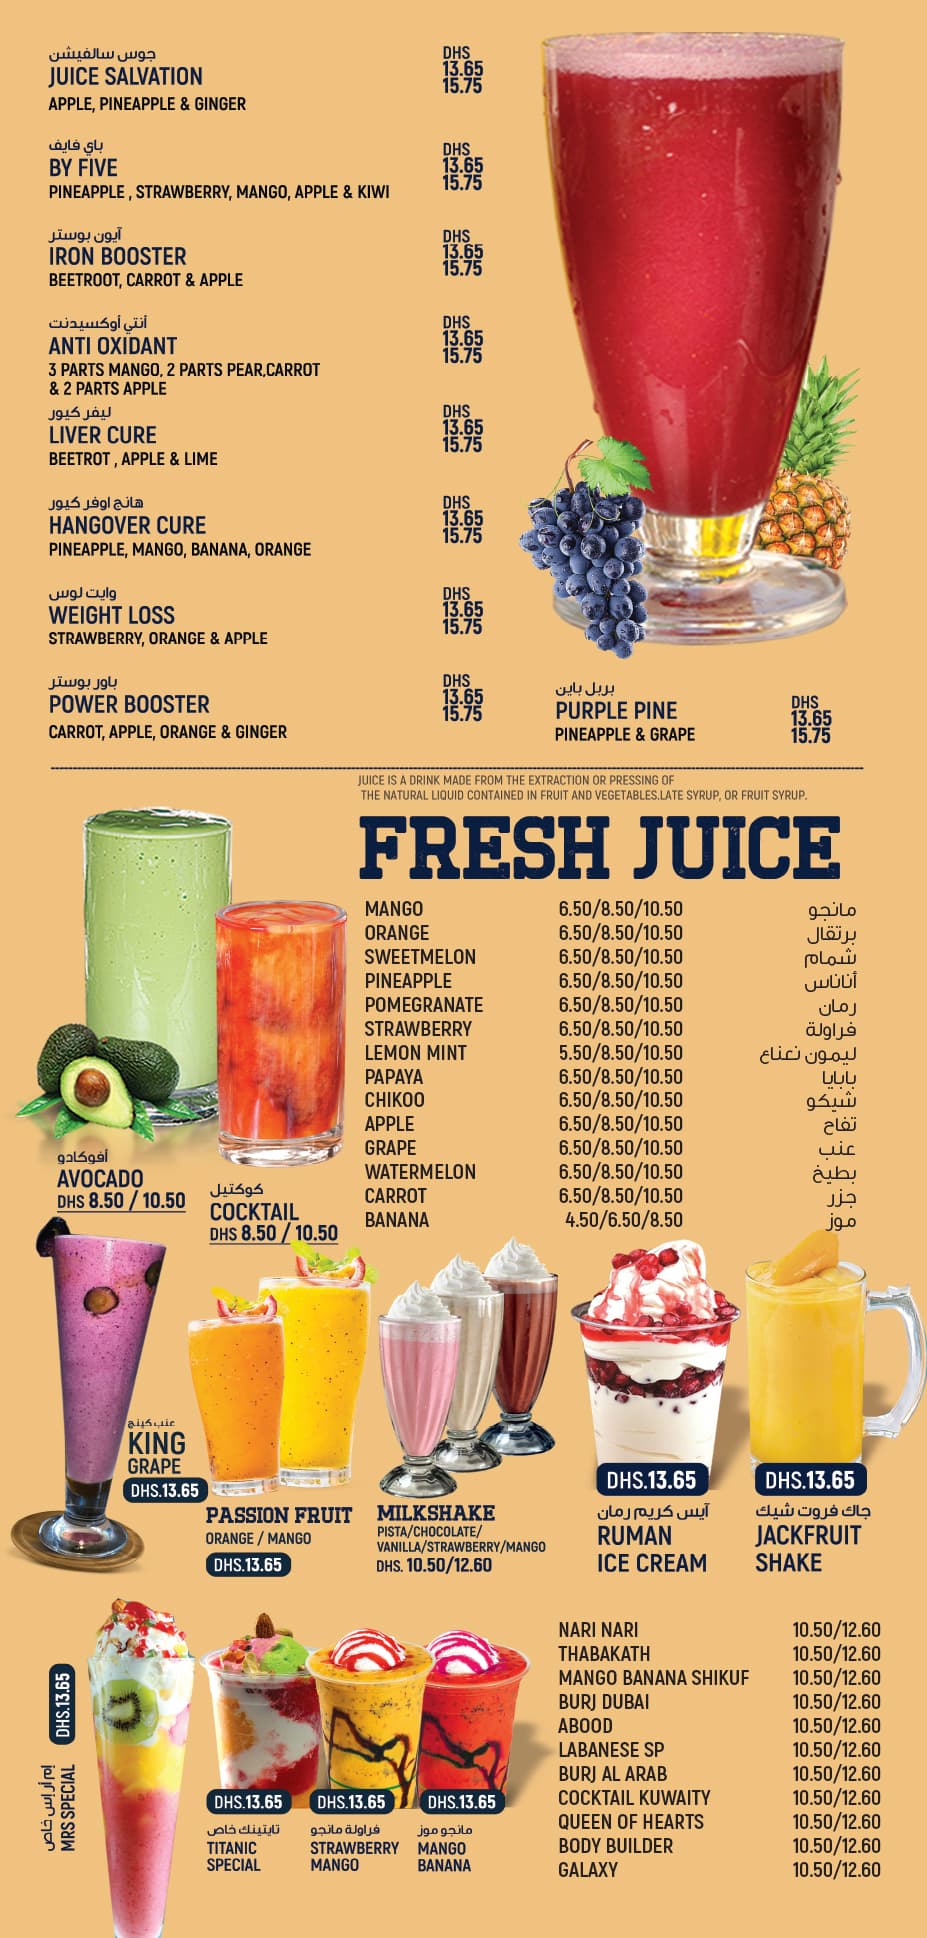 جوس سالفيشن
JUICE SALVATION
APPLE, PINEAPPLE & GINGER
DHS
13.65
15.75
باي فايف
BY FIVE
PINEAPPLE , STRAWBERRY, MANGO, APPLE & KIWI
DHS
13.65
15.75
آيون بوستر
IRON BOOSTER
BEETROOT, CARROT & APPLE
DHS
13.65
15.75
أنتي أوكسيدنت
ANTI OXIDANT
3 PARTS MANGO, 2 PARTS PEAR,CARROT
& 2 PARTS APPLE
DHS
13.65
15.75
ليفر كيور
LIVER CURE
BEETROT , APPLE & LIME
DHS
13.65
15.75
هانج اوفر كيور
HANGOVER CURE
PINEAPPLE, MANGO, BANANA, ORANGE
DHS
13.65
15.75
وايت لوس
WEIGHT LOSS
STRAWBERRY, ORANGE & APPLE
DHS
13.65
15.75
باور بوستر
POWER BOOSTER
CARROT, APPLE, ORANGE & GINGER
DHS
13.65
15.75
بربل باين
PURPLE PINE
PINEAPPLE & GRAPE
DHS
13.65
15.75
JUICE IS A DRINK MADE FROM THE EXTRACTION OR PRESSING OF
THE NATURAL LIQUID CONTAINED IN FRUIT AND VEGETABLES.LATE SYRUP, OR FRUIT SYRUP.
FRESH JUICE
MANGO 6.50/8.50/10.50 مانجو
ORANGE 6.50/8.50/10.50 برتقال
SWEETMELON 6.50/8.50/10.50 شمام
PINEAPPLE 6.50/8.50/10.50 أناناس
POMEGRANATE 6.50/8.50/10.50 رمان
STRAWBERRY 6.50/8.50/10.50 فراولة
LEMON MINT 5.50/8.50/10.50 ليمون نعناع
PAPAYA 6.50/8.50/10.50 بابايا
CHIKOO 6.50/8.50/10.50 شيكو
APPLE 6.50/8.50/10.50 تفاح
GRAPE 6.50/8.50/10.50 عنب
WATERMELON 6.50/8.50/10.50 بطيخ
CARROT 6.50/8.50/10.50 جزر
BANANA 4.50/6.50/8.50 موز
أفوكادو
AVOCADO
DHS 8.50 / 10.50
كوكتيل
COCKTAIL
DHS 8.50 / 10.50
عنب كينج
KING
GRAPE
DHS.13.65
PASSION FRUIT
ORANGE / MANGO
DHS.13.65
MILKSHAKE
PISTA/CHOCOLATE/
VANILLA/STRAWBERRY/MANGO
DHS. 10.50/12.60
DHS.13.65
آيس كريم رمان
RUMAN
ICE CREAM
DHS.13.65
جاك فروت شيك
JACKFRUIT
SHAKE
DHS.13.65
إم أر إس خاص
MRS SPECIAL
DHS.13.65
تايتينك خاص
TITANIC
SPECIAL
DHS.13.65
فراولة مانجو
STRAWBERRY
MANGO
DHS.13.65
مانجو موز
MANGO
BANANA
NARI NARI 10.50/12.60
THABAKATH 10.50/12.60
MANGO BANANA SHIKUF 10.50/12.60
BURJ DUBAI 10.50/12.60
ABOOD 10.50/12.60
LABANESE SP 10.50/12.60
BURJ AL ARAB 10.50/12.60
COCKTAIL KUWAITY 10.50/12.60
QUEEN OF HEARTS 10.50/12.60
BODY BUILDER 10.50/12.60
GALAXY 10.50/12.60